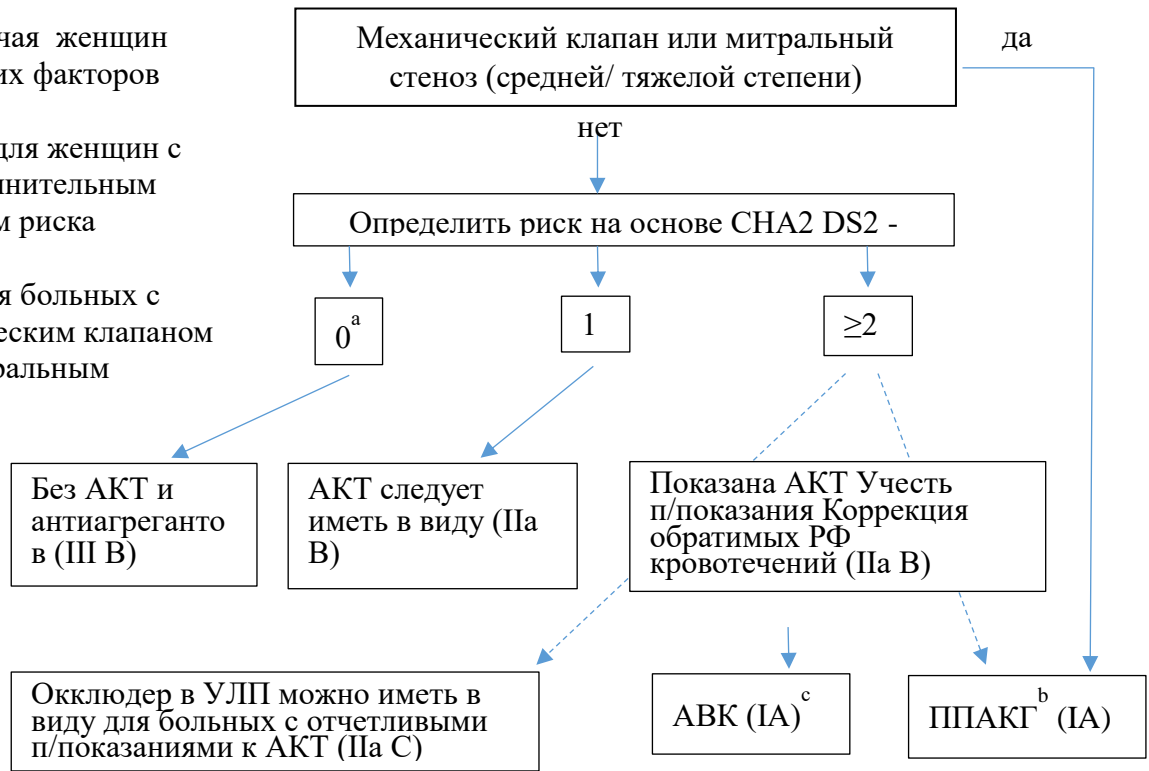 чая женщин
их факторов
для женщин с
лнительным
м риска
я больных с
еским клапаном
ральным
Механический клапан или митральный
стеноз (средней/ тяжелой степени)
да
нет
Определить риск на основе CHA2 DS2 -
0a
1
≥2
Без АКТ и
антиагреганто
в (III B)
АКТ следует
иметь в виду (IIa
B)
Показана АКТ Учесть
п/показания Коррекция
обратимых РФ
кровотечений (IIa B)
Окклюдер в УЛП можно иметь в
виду для больных с отчетливыми
п/показаниями к АКТ (IIa C)
АВК (IA)c
ППАКГb (IA)